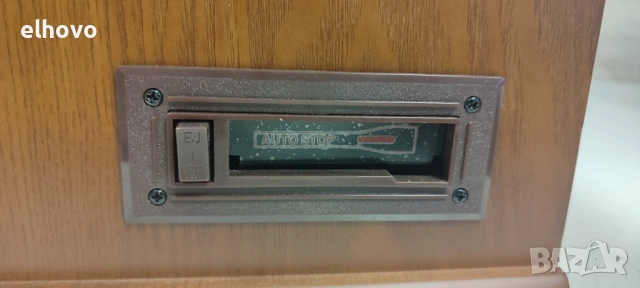 elhovo
AUTO STOP
EJ
/
FF
BAZAR